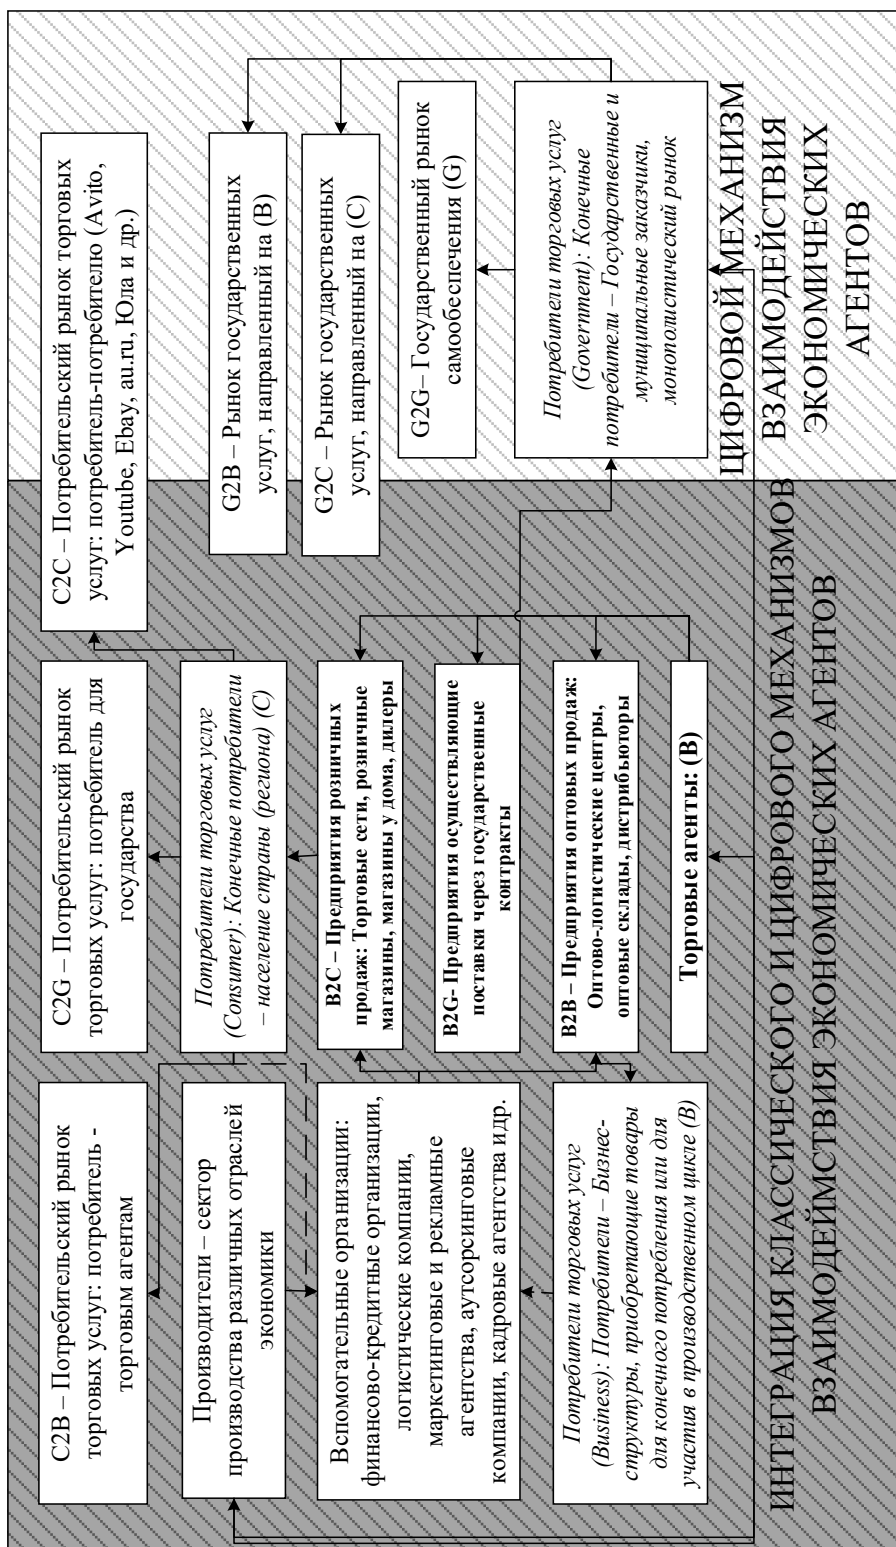 C2B – Потребительский рынок
торговых услуг: потребитель -
торговым агентам
C2G – Потребительский рынок
торговых услуг: потребитель для
государства
C2C – Потребительский рынок торговых
услуг: потребитель-потребителю (Avito,
Youtube, Ebay, au.ru, Юла и др.)
Производители – сектор
производства различных отраслей
экономики
Потребители торговых услуг
(Consumer): Конечные потребители
– население страны (региона) (C)
G2B – Рынок государственных
услуг, направленный на (B)
G2C – Рынок государственных
услуг, направленный на (C)
Вспомогательные организации:
финансово-кредитные организации,
логистические компании,
маркетинговые и рекламные
агентства, аутсорсинговые
компании, кадровые агентства идр.
B2C – Предприятия розничных
продаж: Торговые сети, розничные
магазины, магазины у дома, дилеры
B2G- Предприятия осуществляющие
поставки через государственные
контракты
G2G– Государственный рынок
самообеспечения (G)
Потребители торговых услуг
(Business): Потребители – Бизнес-
структуры, приобретающие товары
для конечного потребления или для
участия в производственном цикле (B)
B2B – Предприятия оптовых продаж:
Оптово-логистические центры,
оптовые склады, дистрибьюторы
Торговые агенты: (B)
Потребители торговых услуг
(Government): Конечные
потребители – Государственные и
муниципальные заказчики,
монополистический рынок
ИНТЕГРАЦИЯ КЛАССИЧЕСКОГО И ЦИФРОВОГО МЕХАНИЗМОВ
ВЗАИМОДЕЙМСТВИЯ ЭКОНОМИЧЕСКИХ АГЕНТОВ
ЦИФРОВОЙ МЕХАНИЗМ
ВЗАИМОДЕЙСТВИЯ
ЭКОНОМИЧЕСКИХ
АГЕНТОВ